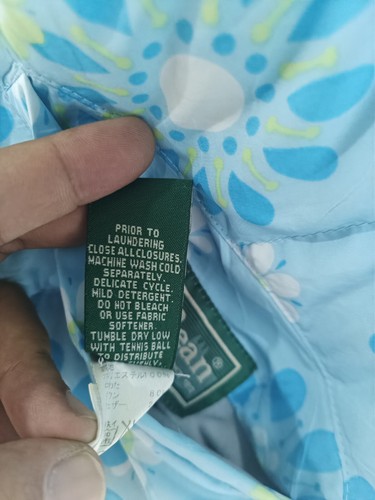 PRIOR TO
LAUNDERING
CLOSE ALL CLOSURES.
MACHINE WASH COLD
SEPARATELY.
DELICATE CYCLE.
MILD DETERGENT.
DO NOT BLEACH
OR USE FABRIC
SOFTENER.
TUMBLE DRY LOW
WITH TENNIS BALL
TO DISTRIBUTE
ean®